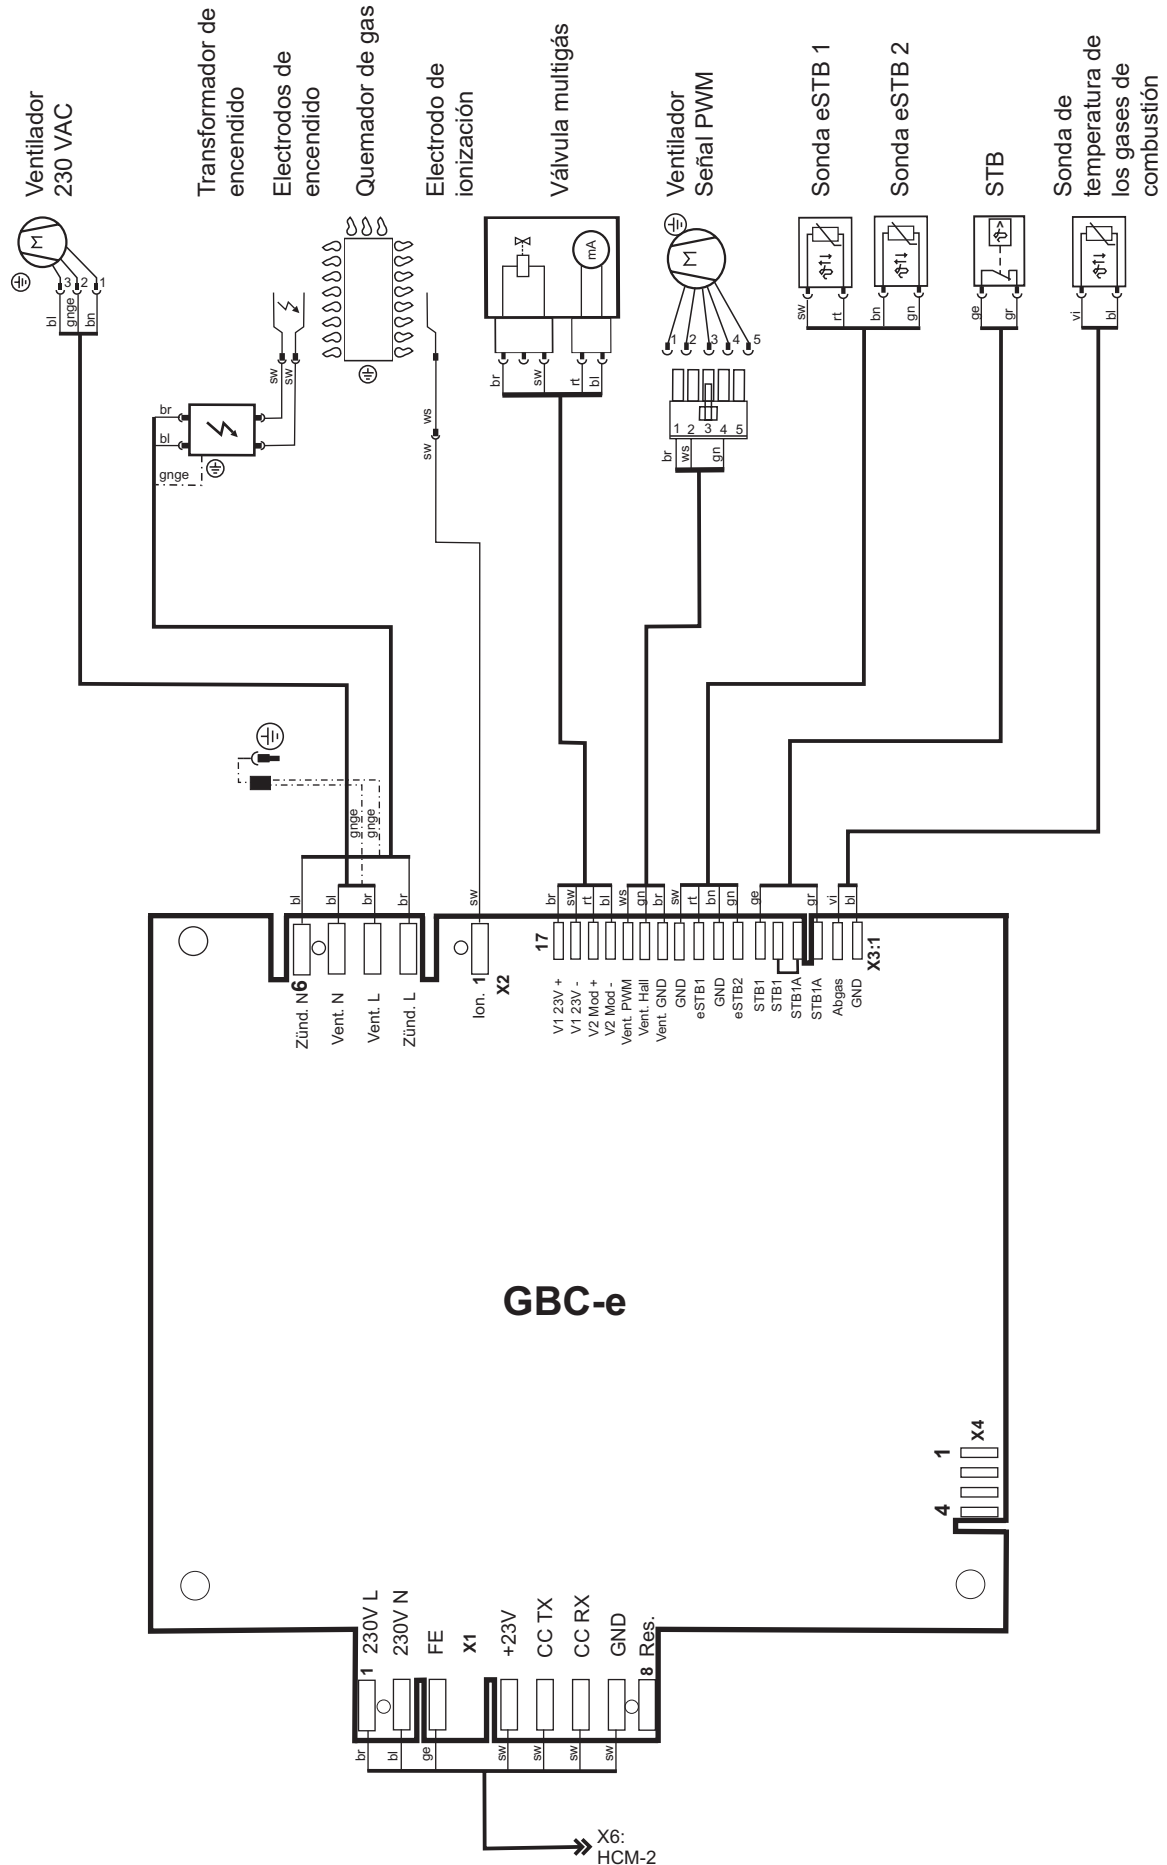 Ventilador
230 VAC
Transformador de
encendido
Electrodos de
encendido
Quemador de gas
Electrodo de
ionización
Válvula multigás
Ventilador
Señal PWM
Sonda eSTB 1
Sonda eSTB 2
STB
Sonda de
temperatura de
los gases de
combustión
M
3
2
1
bl
gnge
bn
br
bl
gnge
sw
sw
ws
sw
mA
br
sw
rt
bl
M
1
2
3
4
5
1
2
3
4
5
br
ws
gn
sw
rt
bn
gn
ge
gr
vi
bl
gnge
gnge
bl
bl
br
br
sw
br
sw
rt
bl
ws
gn
br
sw
rt
bn
gn
ge
gr
vi
bl
6
Zünd. N
Vent. N
Vent. L
Zünd. L
Ion. 1
X2
17
V1 23V +
V1 23V -
V2 Mod +
V2 Mod -
Vent. PWM
Vent. Hall
Vent. GND
GND
eSTB1
GND
eSTB2
STB1
STB1
STB1A
STB1A
Abgas
GND
X3:1
GBC-e
1
4
X4
1
230V L
230V N
FE
X1
+23V
CC TX
CC RX
GND
8
Res.
br
bl
ge
sw
sw
sw
sw
X6:
HCM-2